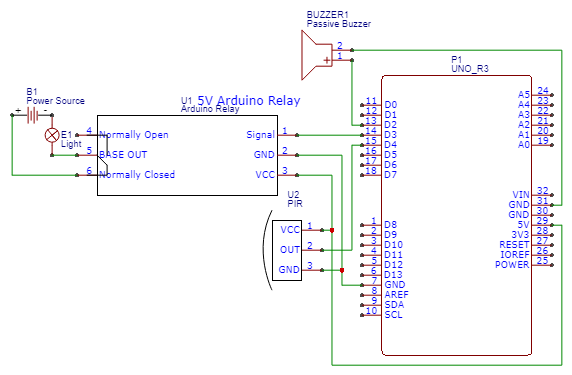 BUZZER1
Passive Buzzer
2
1
P1
UNO_R3
B1
Power Source
+ -
U1 5V Arduino Relay
Arduino Relay
E1
Light
4 Normally Open
5 BASE OUT
6 Normally Closed
Signal 1
GND 2
VCC 3
U2
PIR
VCC 1
OUT 2
GND 3
11 D0
12 D1
13 D2
14 D3
15 D4
16 D5
17 D6
18 D7
1 D8
2 D9
3 D10
4 D11
5 D12
6 D13
7 GND
8 AREF
9 SDA
10 SCL
A5 24
A4 23
A3 22
A2 21
A1 20
A0 19
VIN 32
GND 31
GND 30
5V 29
3V3 28
RESET 27
IOREF 26
POWER 25